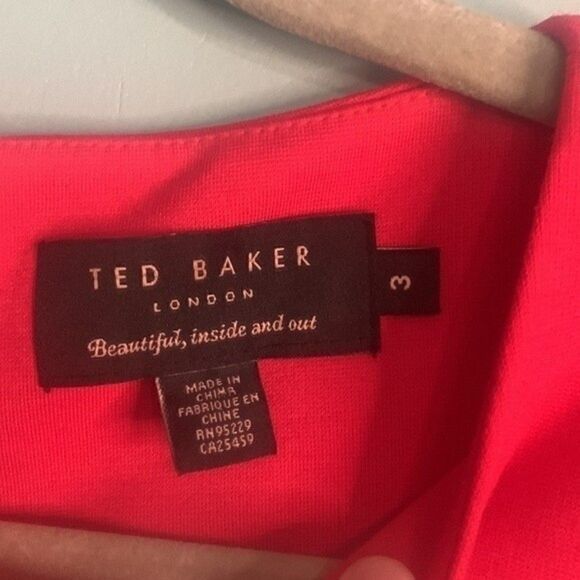 TED BAKER
LONDON
Beautiful, inside and out
3
MADE IN
CHINA
FABRIQUE EN
CHINE
RN95229
CA25459